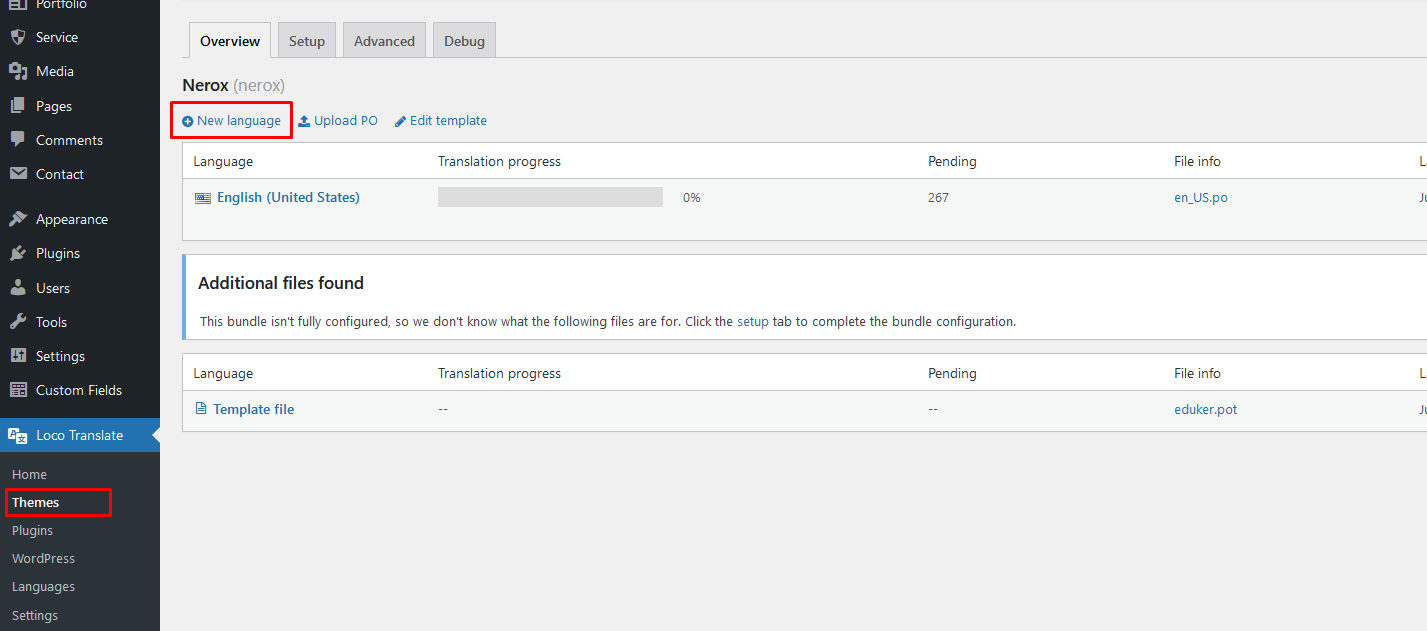 Portfolio
Service
Media
Pages
Comments
Contact
Appearance
Plugins
Users
Tools
Settings
Custom Fields
Loco Translate
Home
Themes
Plugins
WordPress
Languages
Settings
Overview Setup Advanced Debug
Nerox (nerox)
New language Upload PO Edit template
Language Translation progress Pending File info
English (United States) 0% 267 en_US.po
Additional files found
This bundle isn't fully configured, so we don't know what the following files are for. Click the setup tab to complete the bundle configuration.
Language Translation progress Pending File info
Template file -- -- eduker.pot